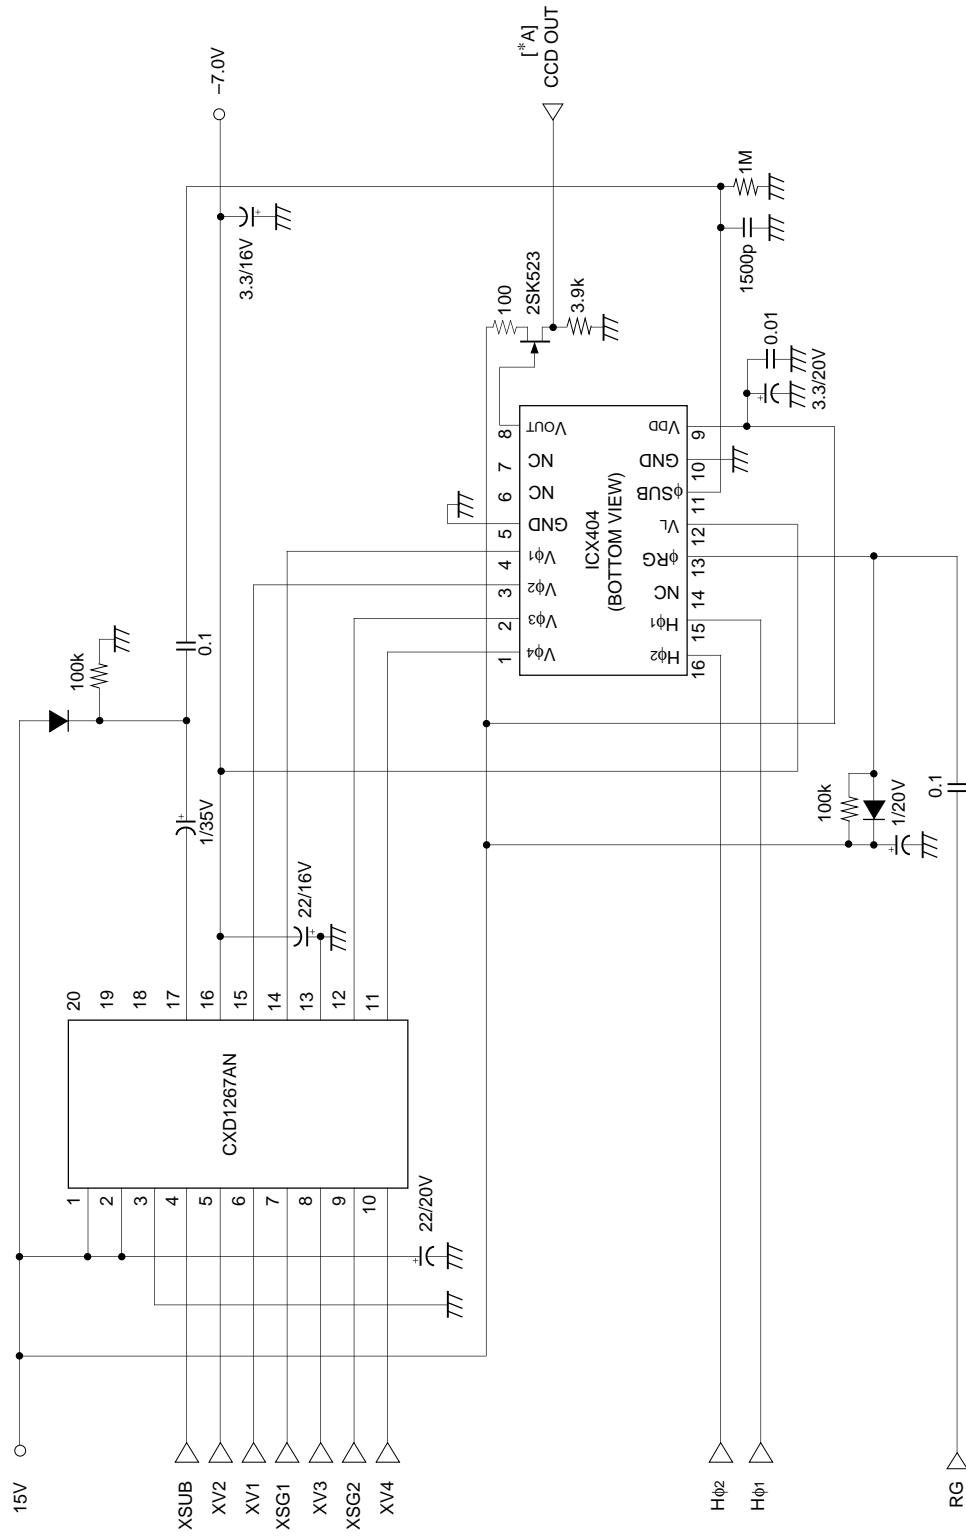 15V
XSUB
XV2
XV1
XSG1
XV3
XSG2
XV4
Hϕ2
Hϕ1
RG
1
2
3
4
5
6
7
8
9
10
CXD1267AN
20
19
18
17
16
15
14
13
12
11
22/20V
22/16V
1/35V
100k
0.1
3.3/16V
–7.0V
[*A]
CCD OUT
1
2
3
4
5
6
7
8
Vϕ4
Vϕ3
Vϕ2
Vϕ1
GND
NC
NC
VOUT
ICX404
(BOTTOM VIEW)
Hϕ2
Hϕ1
NC
ϕRG
VL
ϕSUB
GND
VDD
16
15
14
13
12
11
10
9
100
2SK523
3.9k
1500p
1M
0.01
3.3/20V
100k
1/20V
0.1